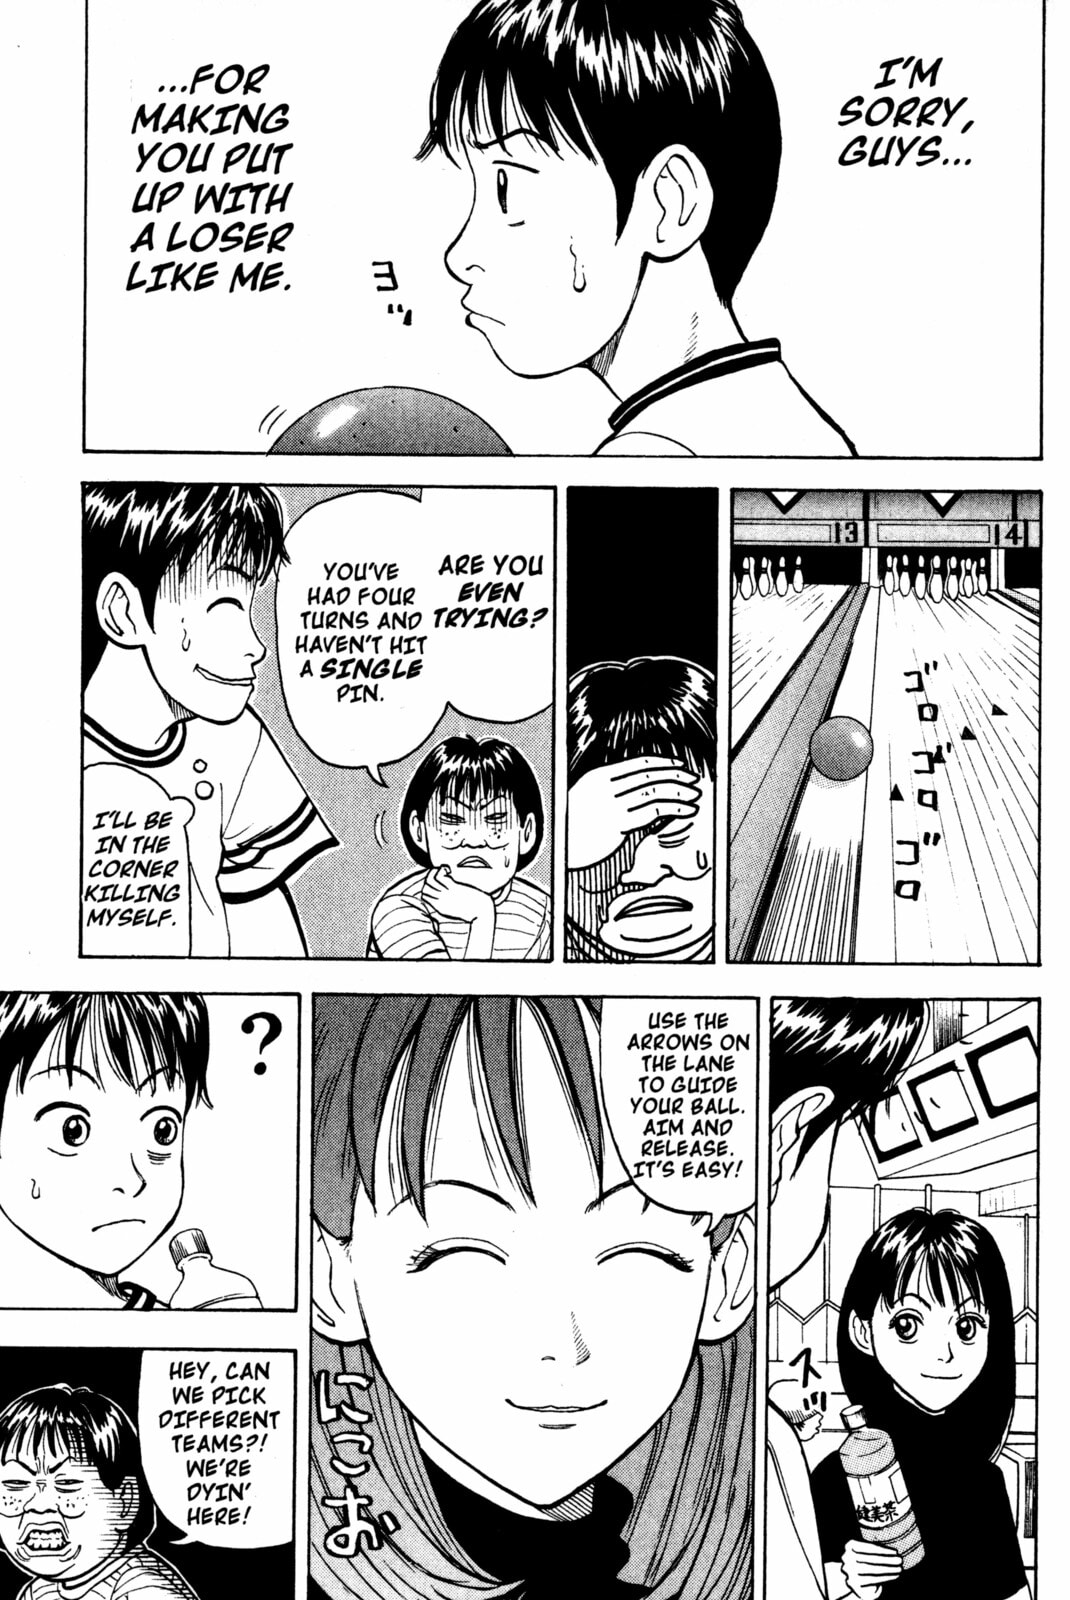 I'M
SORRY,
GUYS...
...FOR
MAKING
YOU PUT
UP WITH
A LOSER
LIKE ME.
ヨッ
13
14
ゴロ
ゴロ
ゴロ
ARE YOU
EVEN
TRYING?
YOU'VE
HAD FOUR
TURNS AND
HAVEN'T HIT
A SINGLE
PIN.
I'LL BE
IN THE
CORNER
KILLING
MYSELF.
スッ
健美茶
USE THE
ARROWS ON
THE LANE
TO GUIDE
YOUR BALL.
AIM AND
RELEASE.
IT'S EASY!
にこお
?
HEY, CAN
WE PICK
DIFFERENT
TEAMS?!
WE'RE
DYIN'
HERE!